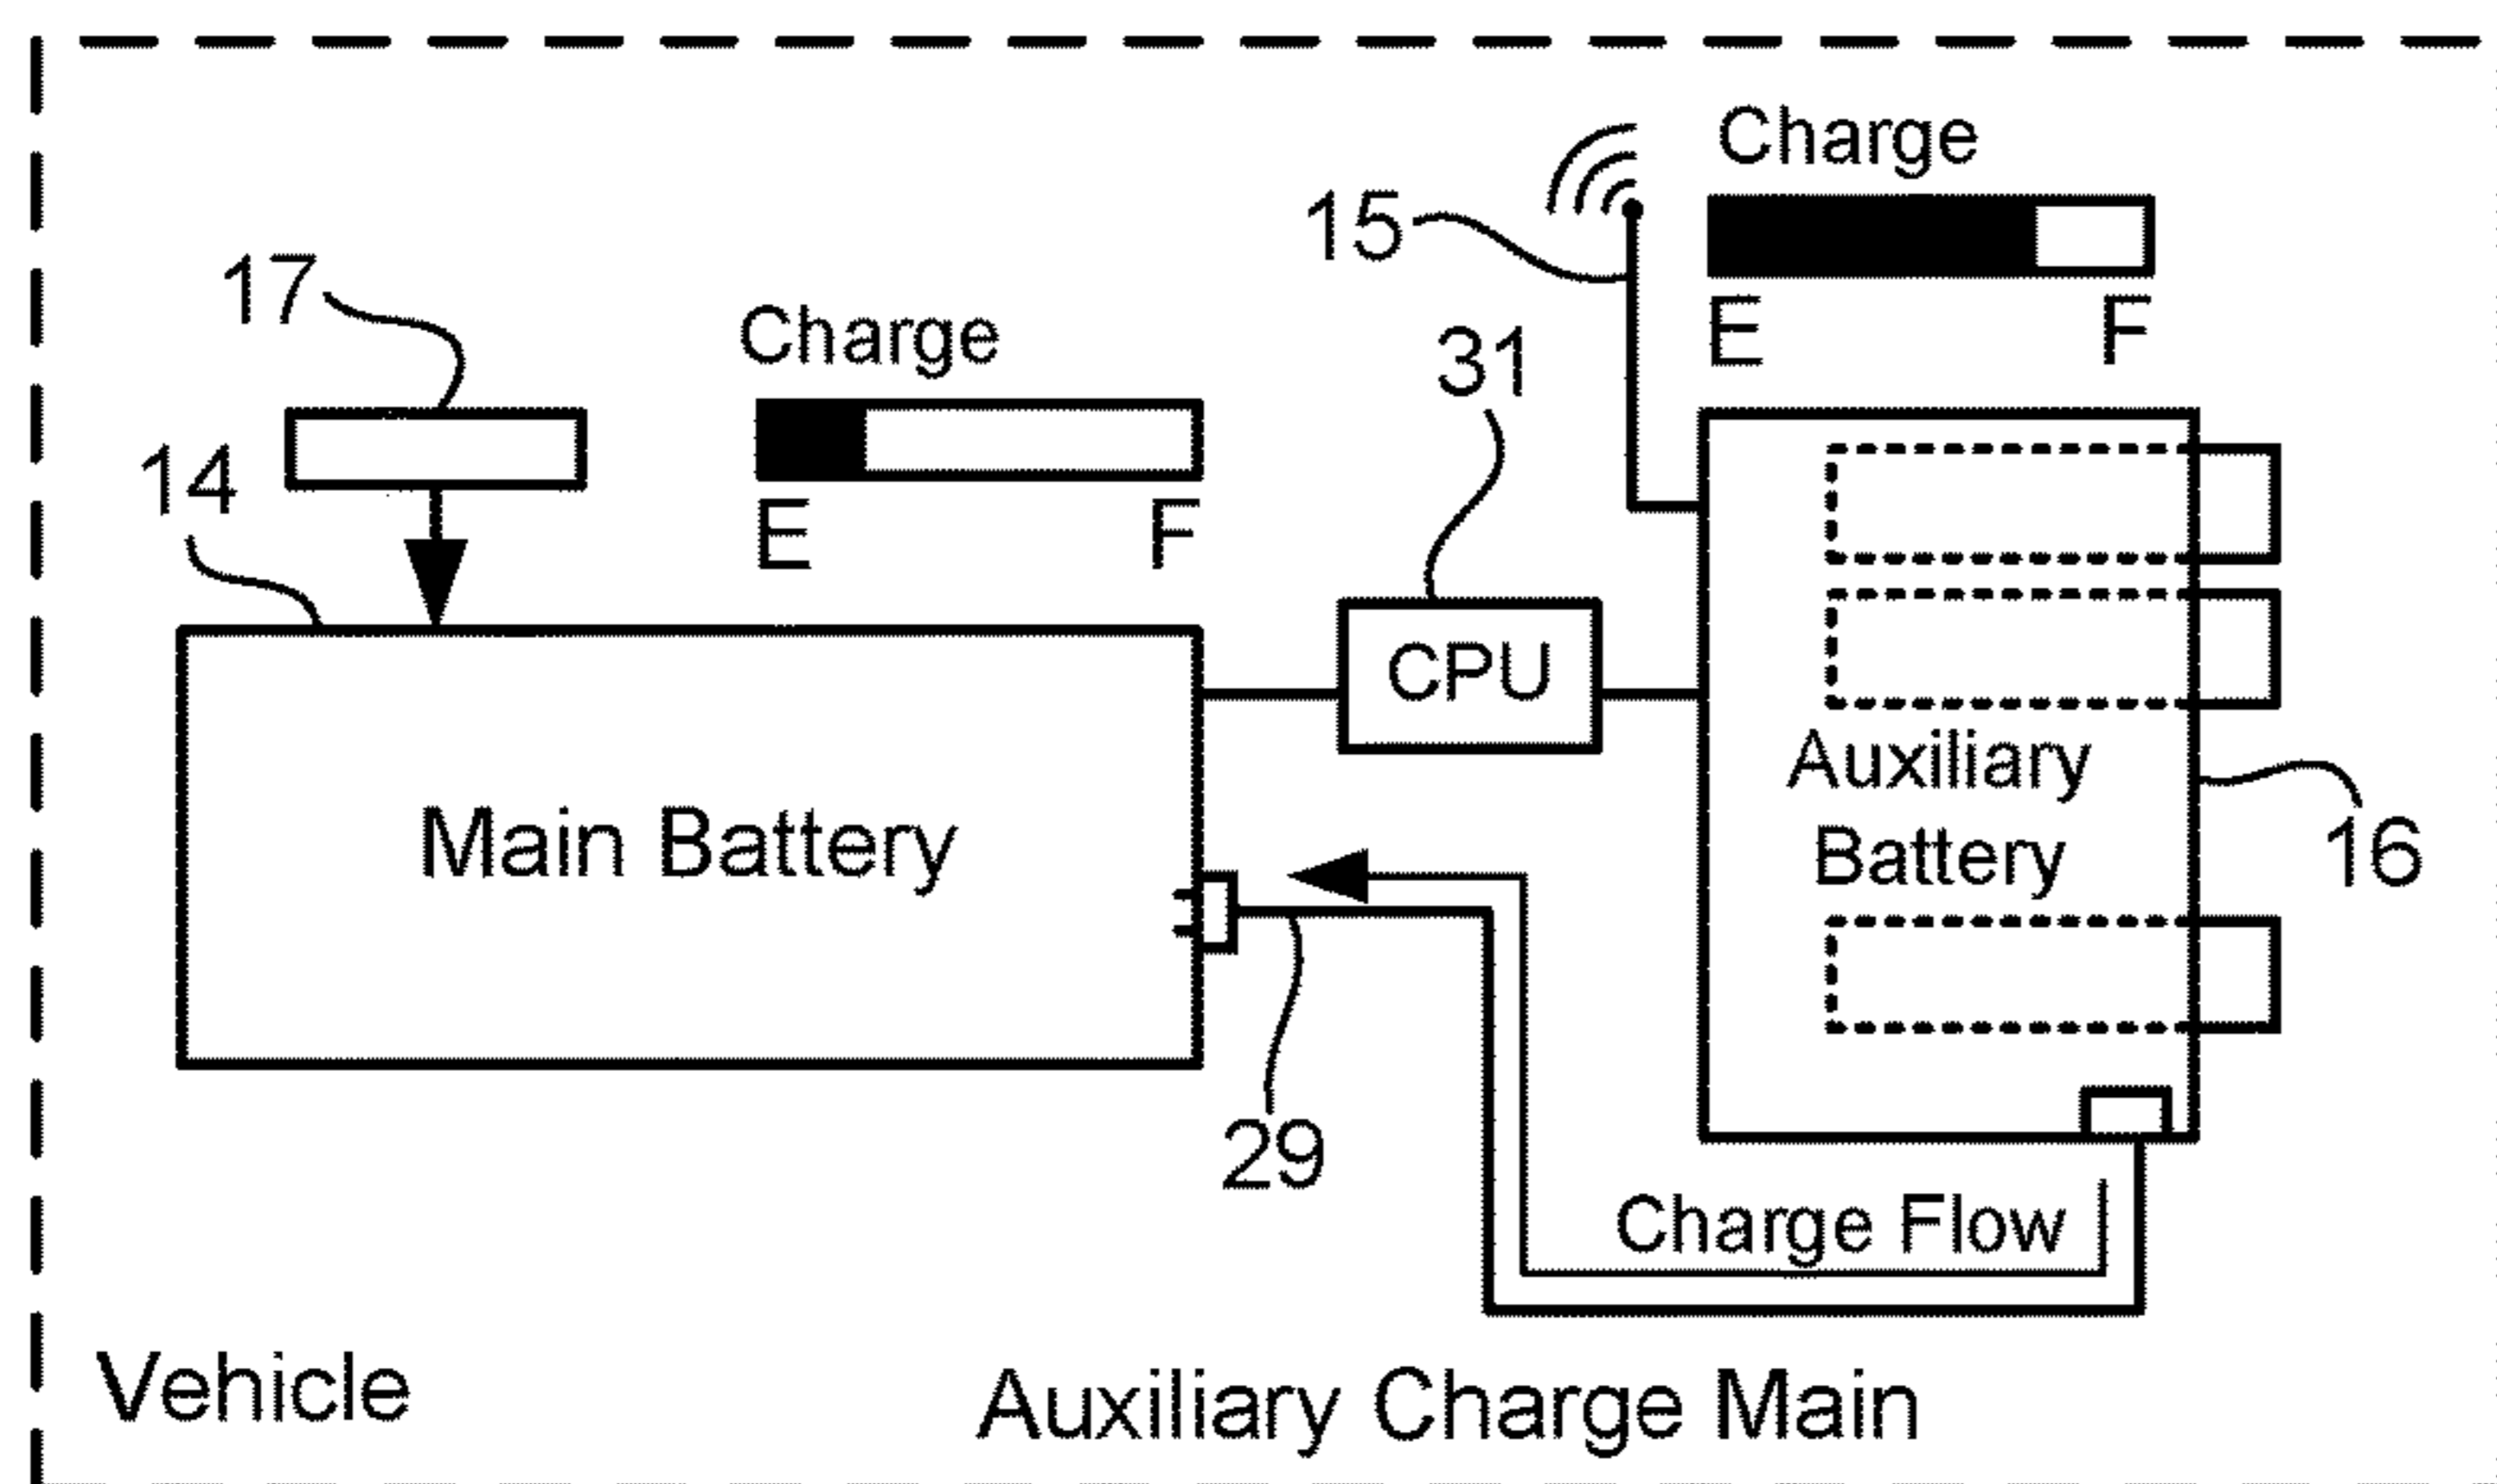 Charge
15
17
Charge
E F
31
14
E F
CPU
Auxiliary
Battery
Main Battery
16
29
Charge Flow
Vehicle
Auxiliary Charge Main